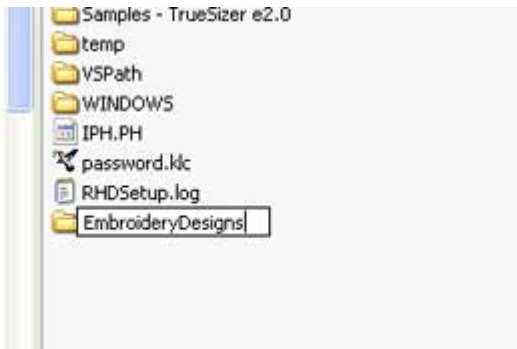 Samples - TrueSizer e2.0
temp
VSPath
WINDOWS
IPH.PH
password.klc
RHDSetup.log
EmbroideryDesigns